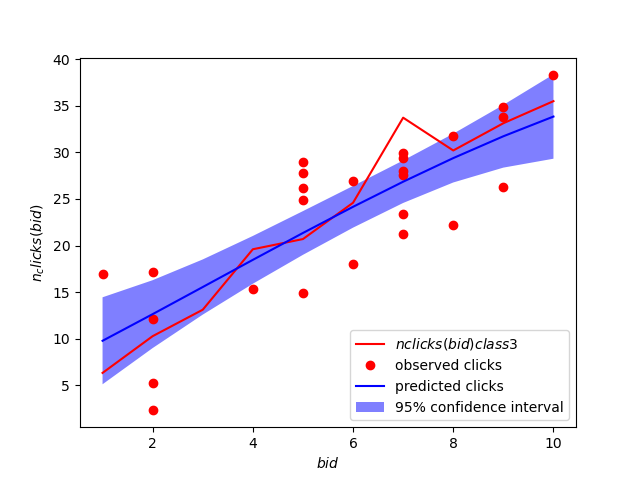 40
35
30
25
20
15
10
5
n_clicks(bid)
2 4 6 8 10
bid
nclicks(bid)class3
observed clicks
predicted clicks
95% confidence interval